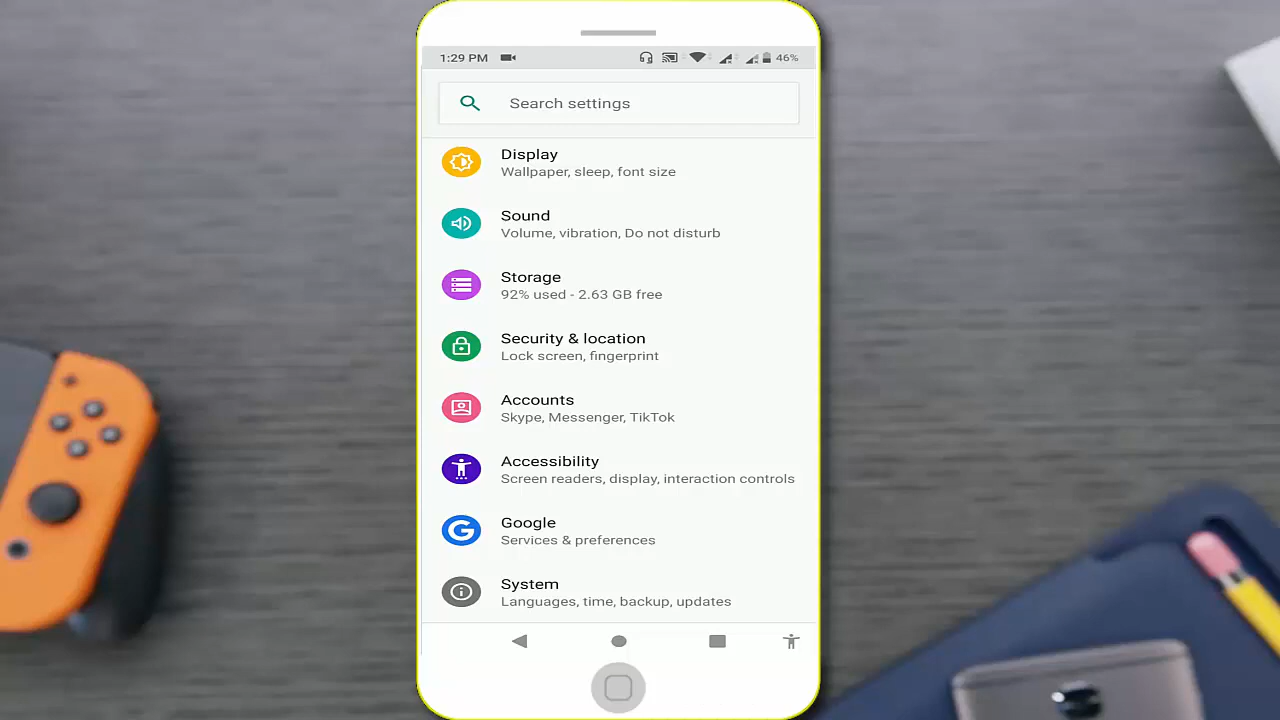 1:29 PM 46%
Search settings
Display
Wallpaper, sleep, font size
Sound
Volume, vibration, Do not disturb
Storage
92% used - 2.63 GB free
Security & location
Lock screen, fingerprint
Accounts
Skype, Messenger, TikTok
Accessibility
Screen readers, display, interaction controls
Google
Services & preferences
System
Languages, time, backup, updates